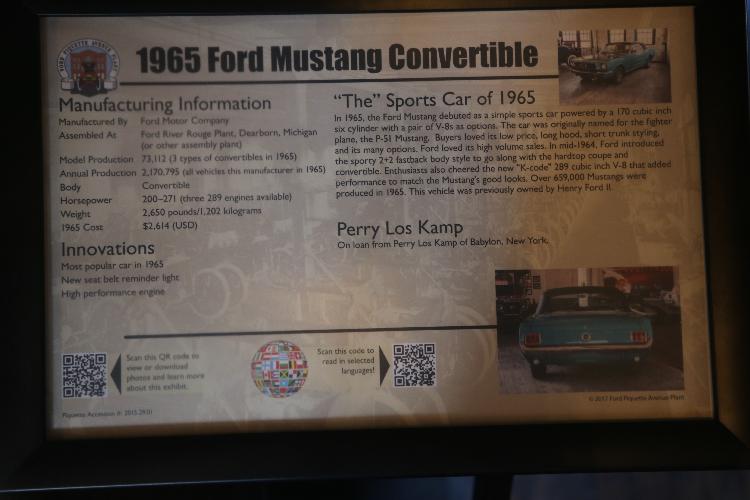 1965 Ford Mustang Convertible
Manufacturing Information
Manufactured By Ford Motor Company
Assembled At Ford River Rouge Plant, Dearborn, Michigan
(or other assembly plant)
Model Production 73,112 (3 types of convertibles in 1965)
Annual Production 2,170,795 (all vehicles this manufacturer in 1965)
Body Convertible
Horsepower 200–271 (three 289 engines available)
Weight 2,650 pounds/1,202 kilograms
1965 Cost $2,614 (USD)
Innovations
Most popular car in 1965
New seat belt reminder light
High performance engine
"The" Sports Car of 1965
In 1965, the Ford Mustang debuted as a simple sports car powered by a 170 cubic inch
six cylinder with a pair of V-8s as options. The car was originally named for the fighter
plane, the P-51 Mustang. Buyers loved its low price, long hood, short trunk styling,
and its many options. Ford loved its high volume sales. In mid-1964, Ford introduced
the sporty 2+2 fastback body style to go along with the hardtop coupe and
convertible. Enthusiasts also cheered the new "K-code" 289 cubic inch V-8 that added
performance to match the Mustang's good looks. Over 659,000 Mustangs were
produced in 1965. This vehicle was previously owned by Henry Ford II.
Perry Los Kamp
On loan from Perry Los Kamp of Babylon, New York.
Scan this QR code to
view or download
photos and learn more
about this exhibit.
Scan this code to
read in selected
languages!
Piquette Accession #: 2015.29.01
© 2017 Ford Piquette Avenue Plant